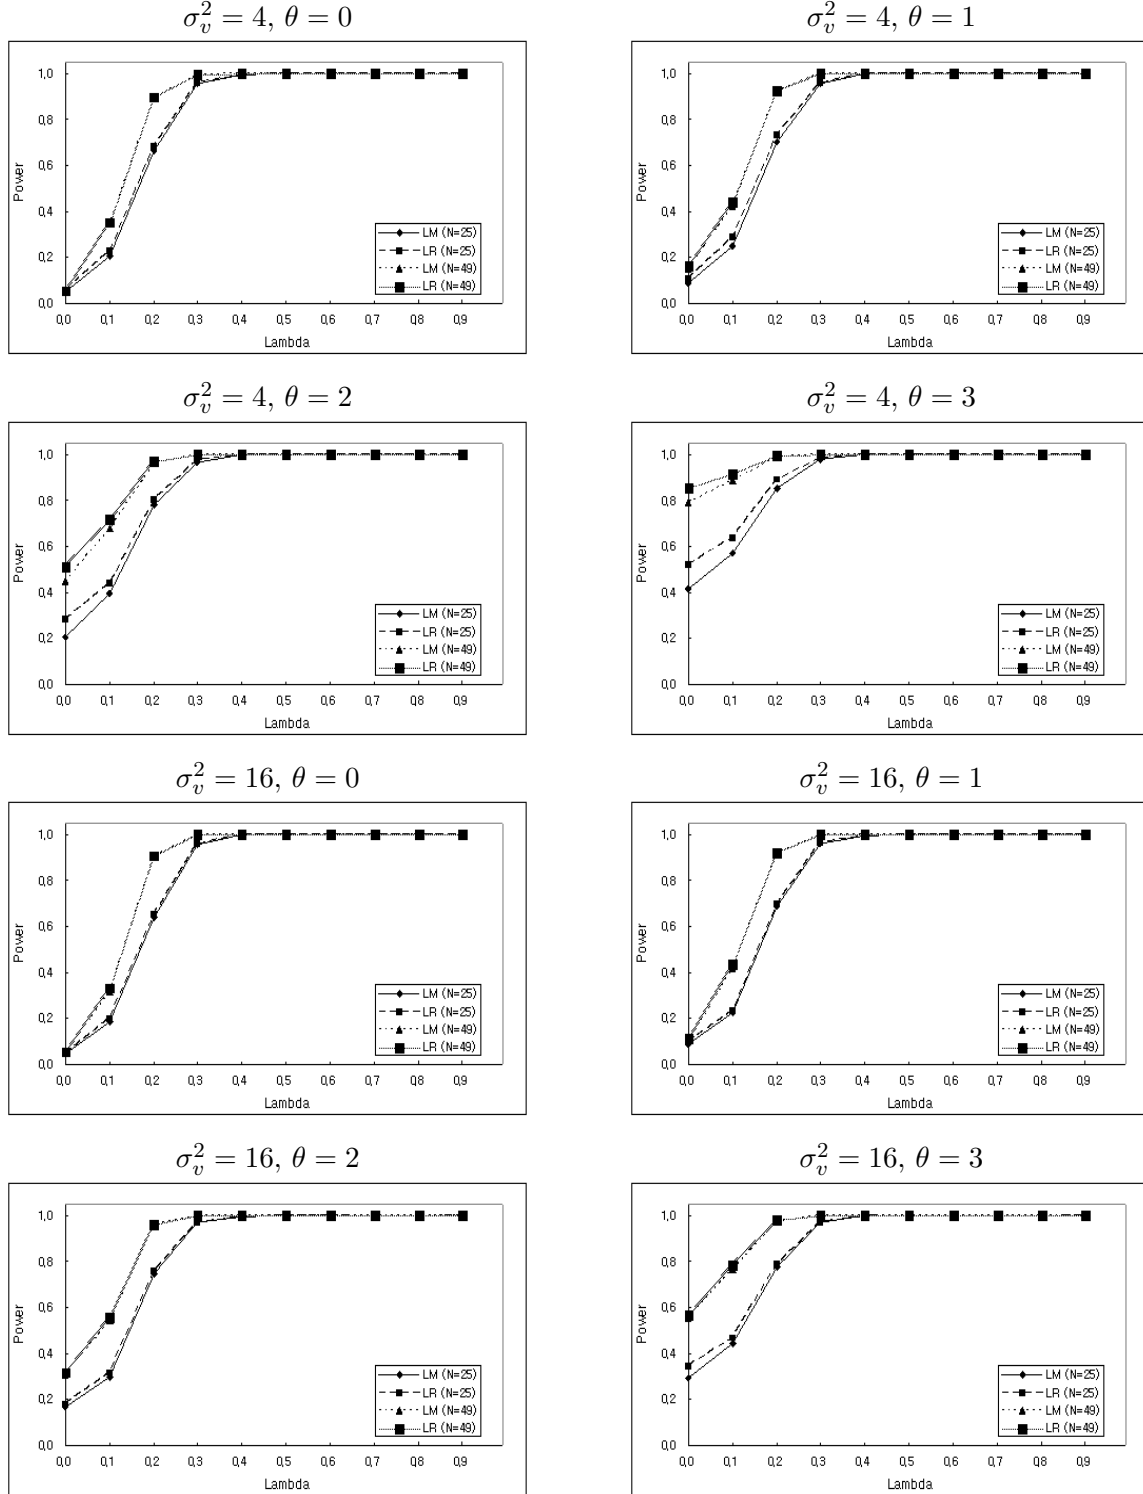 σ_v^2 = 4, θ = 0
σ_v^2 = 4, θ = 1
1,0
0,8
0,6
0,4
0,2
0,0
Power
0,0 0,1 0,2 0,3 0,4 0,5 0,6 0,7 0,8 0,9
Lambda
LM (N=25)
LR (N=25)
LM (N=49)
LR (N=49)
1,0
0,8
0,6
0,4
0,2
0,0
Power
0,0 0,1 0,2 0,3 0,4 0,5 0,6 0,7 0,8 0,9
Lambda
LM (N=25)
LR (N=25)
LM (N=49)
LR (N=49)
σ_v^2 = 4, θ = 2
σ_v^2 = 4, θ = 3
1,0
0,8
0,6
0,4
0,2
0,0
Power
0,0 0,1 0,2 0,3 0,4 0,5 0,6 0,7 0,8 0,9
Lambda
LM (N=25)
LR (N=25)
LM (N=49)
LR (N=49)
1,0
0,8
0,6
0,4
0,2
0,0
Power
0,0 0,1 0,2 0,3 0,4 0,5 0,6 0,7 0,8 0,9
Lambda
LM (N=25)
LR (N=25)
LM (N=49)
LR (N=49)
σ_v^2 = 16, θ = 0
σ_v^2 = 16, θ = 1
1,0
0,8
0,6
0,4
0,2
0,0
Power
0,0 0,1 0,2 0,3 0,4 0,5 0,6 0,7 0,8 0,9
Lambda
LM (N=25)
LR (N=25)
LM (N=49)
LR (N=49)
1,0
0,8
0,6
0,4
0,2
0,0
Power
0,0 0,1 0,2 0,3 0,4 0,5 0,6 0,7 0,8 0,9
Lambda
LM (N=25)
LR (N=25)
LM (N=49)
LR (N=49)
σ_v^2 = 16, θ = 2
σ_v^2 = 16, θ = 3
1,0
0,8
0,6
0,4
0,2
0,0
Power
0,0 0,1 0,2 0,3 0,4 0,5 0,6 0,7 0,8 0,9
Lambda
LM (N=25)
LR (N=25)
LM (N=49)
LR (N=49)
1,0
0,8
0,6
0,4
0,2
0,0
Power
0,0 0,1 0,2 0,3 0,4 0,5 0,6 0,7 0,8 0,9
Lambda
LM (N=25)
LR (N=25)
LM (N=49)
LR (N=49)